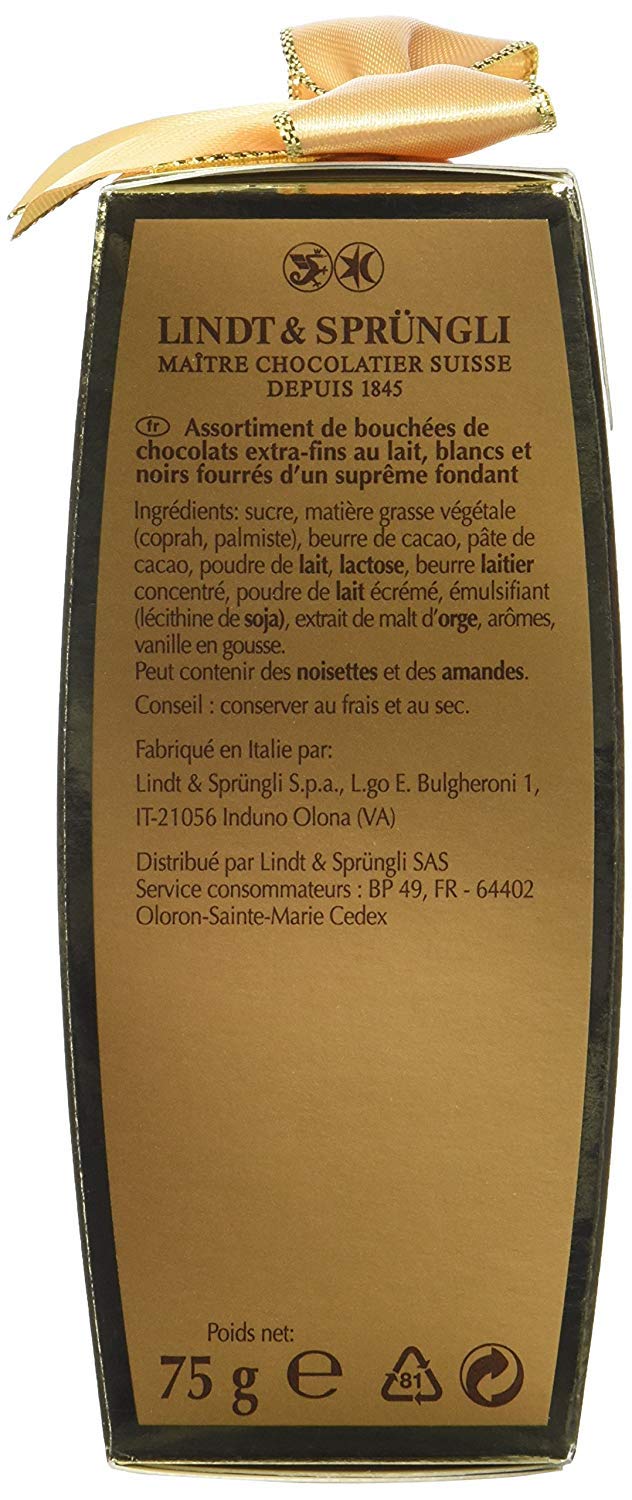 LINDT & SPRÜNGLI
MAÎTRE CHOCOLATIER SUISSE
DEPUIS 1845
fr Assortiment de bouchées de
chocolats extra-fins au lait, blancs et
noirs fourrés d'un suprême fondant
Ingrédients: sucre, matière grasse végétale
(coprah, palmiste), beurre de cacao, pâte de
cacao, poudre de lait, lactose, beurre laitier
concentré, poudre de lait écrémé, émulsifiant
(lécithine de soja), extrait de malt d'orge, arômes,
vanille en gousse.
Peut contenir des noisettes et des amandes.
Conseil : conserver au frais et au sec.
Fabriqué en Italie par:
Lindt & Sprüngli S.p.a., L.go E. Bulgheroni 1,
IT-21056 Induno Olona (VA)
Distribué par Lindt & Sprüngli SAS
Service consommateurs : BP 49, FR - 64402
Oloron-Sainte-Marie Cedex
Poids net:
75 g ℮ 81